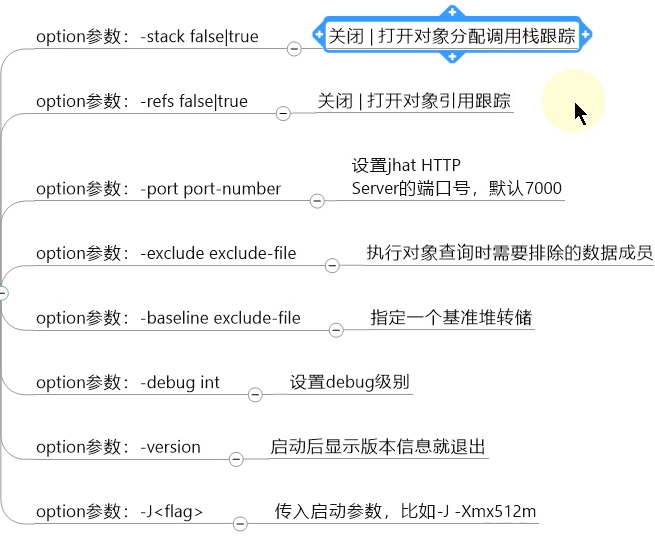 option参数：-stack false|true
关闭 | 打开对象分配调用栈跟踪
option参数：-refs false|true
关闭 | 打开对象引用跟踪
option参数：-port port-number
设置jhat HTTP
Server的端口号，默认7000
option参数：-exclude exclude-file
执行对象查询时需要排除的数据成员
option参数：-baseline exclude-file
指定一个基准堆转储
option参数：-debug int
设置debug级别
option参数：-version
启动后显示版本信息就退出
option参数：-J<flag>
传入启动参数，比如-J -Xmx512m